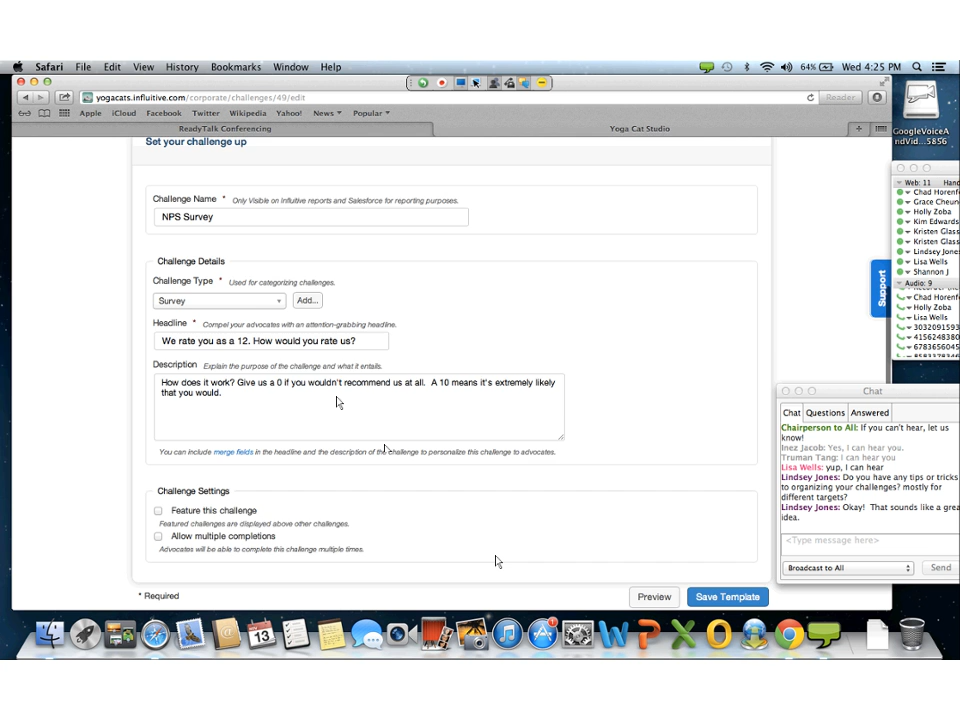 Safari File Edit View History Bookmarks Window Help
64% Wed 4:25 PM
yogacats.influitive.com/corporate/challenges/49/edit
Reader
Apple iCloud Facebook Twitter Wikipedia Yahoo! News Popular
ReadyTalk Conferencing Yoga Cat Studio
GoogleVoiceA
ndVid...5856
Set your challenge up
Challenge Name * Only Visible on Influitive reports and Salesforce for reporting purposes.
NPS Survey
Challenge Details
Challenge Type * Used for categorizing challenges.
Survey Add...
Headline * Compel your advocates with an attention-grabbing headline.
We rate you as a 12. How would you rate us?
Description Explain the purpose of the challenge and what it entails.
How does it work? Give us a 0 if you wouldn't recommend us at all. A 10 means it's extremely likely
that you would.
You can include merge fields in the headline and the description of the challenge to personalize this challenge to advocates.
Challenge Settings
Feature this challenge
Featured challenges are displayed above other challenges.
Allow multiple completions
Advocates will be able to complete this challenge multiple times.
* Required
Preview Save Template
Support
Web: 11 Hand
Chad Horenf
Grace Cheun
Holly Zoba
Kim Edwards
Kristen Glass
Kristen Glass
Lindsey Jone
Lisa Wells
Shannon J
Audio: 9
Chad Horenf
Holly Zoba
Lisa Wells
3032091593
4156248380
6783656045
Chat
Chat Questions Answered
Chairperson to All: If you can't hear, let us
know!
Inez Jacob: Yes, I can hear you.
Truman Tang: I can hear you
Lisa Wells: yup, I can hear
Lindsey Jones: Do you have any tips or tricks
to organizing your challenges? mostly for
different targets?
Lindsey Jones: Okay! That sounds like a grea
idea.
<Type message here>
Broadcast to All Send
13
1